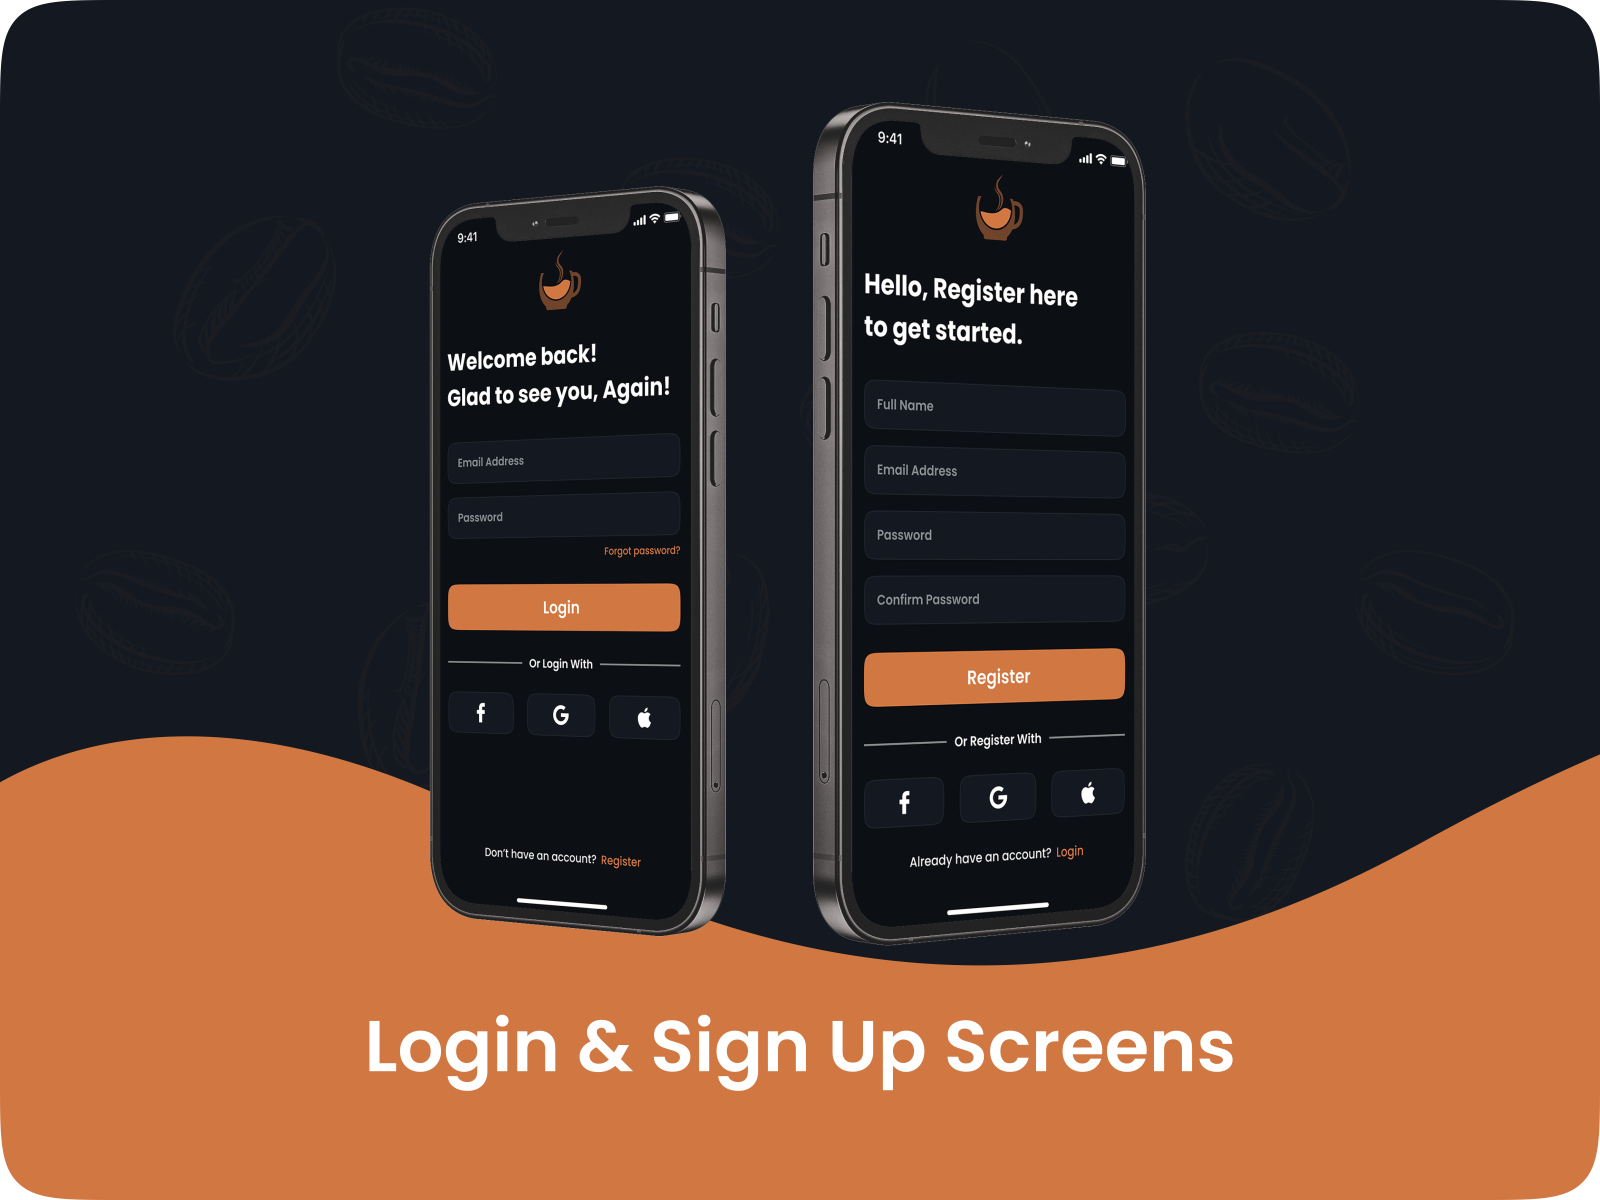 9:41
Welcome back!
Glad to see you, Again!
Email Address
Password
Forgot password?
Login
Or Login With
f
G
Don't have an account? Register
9:41
Hello, Register here
to get started.
Full Name
Email Address
Password
Confirm Password
Register
Or Register With
f
G
Already have an account? Login
Login & Sign Up Screens